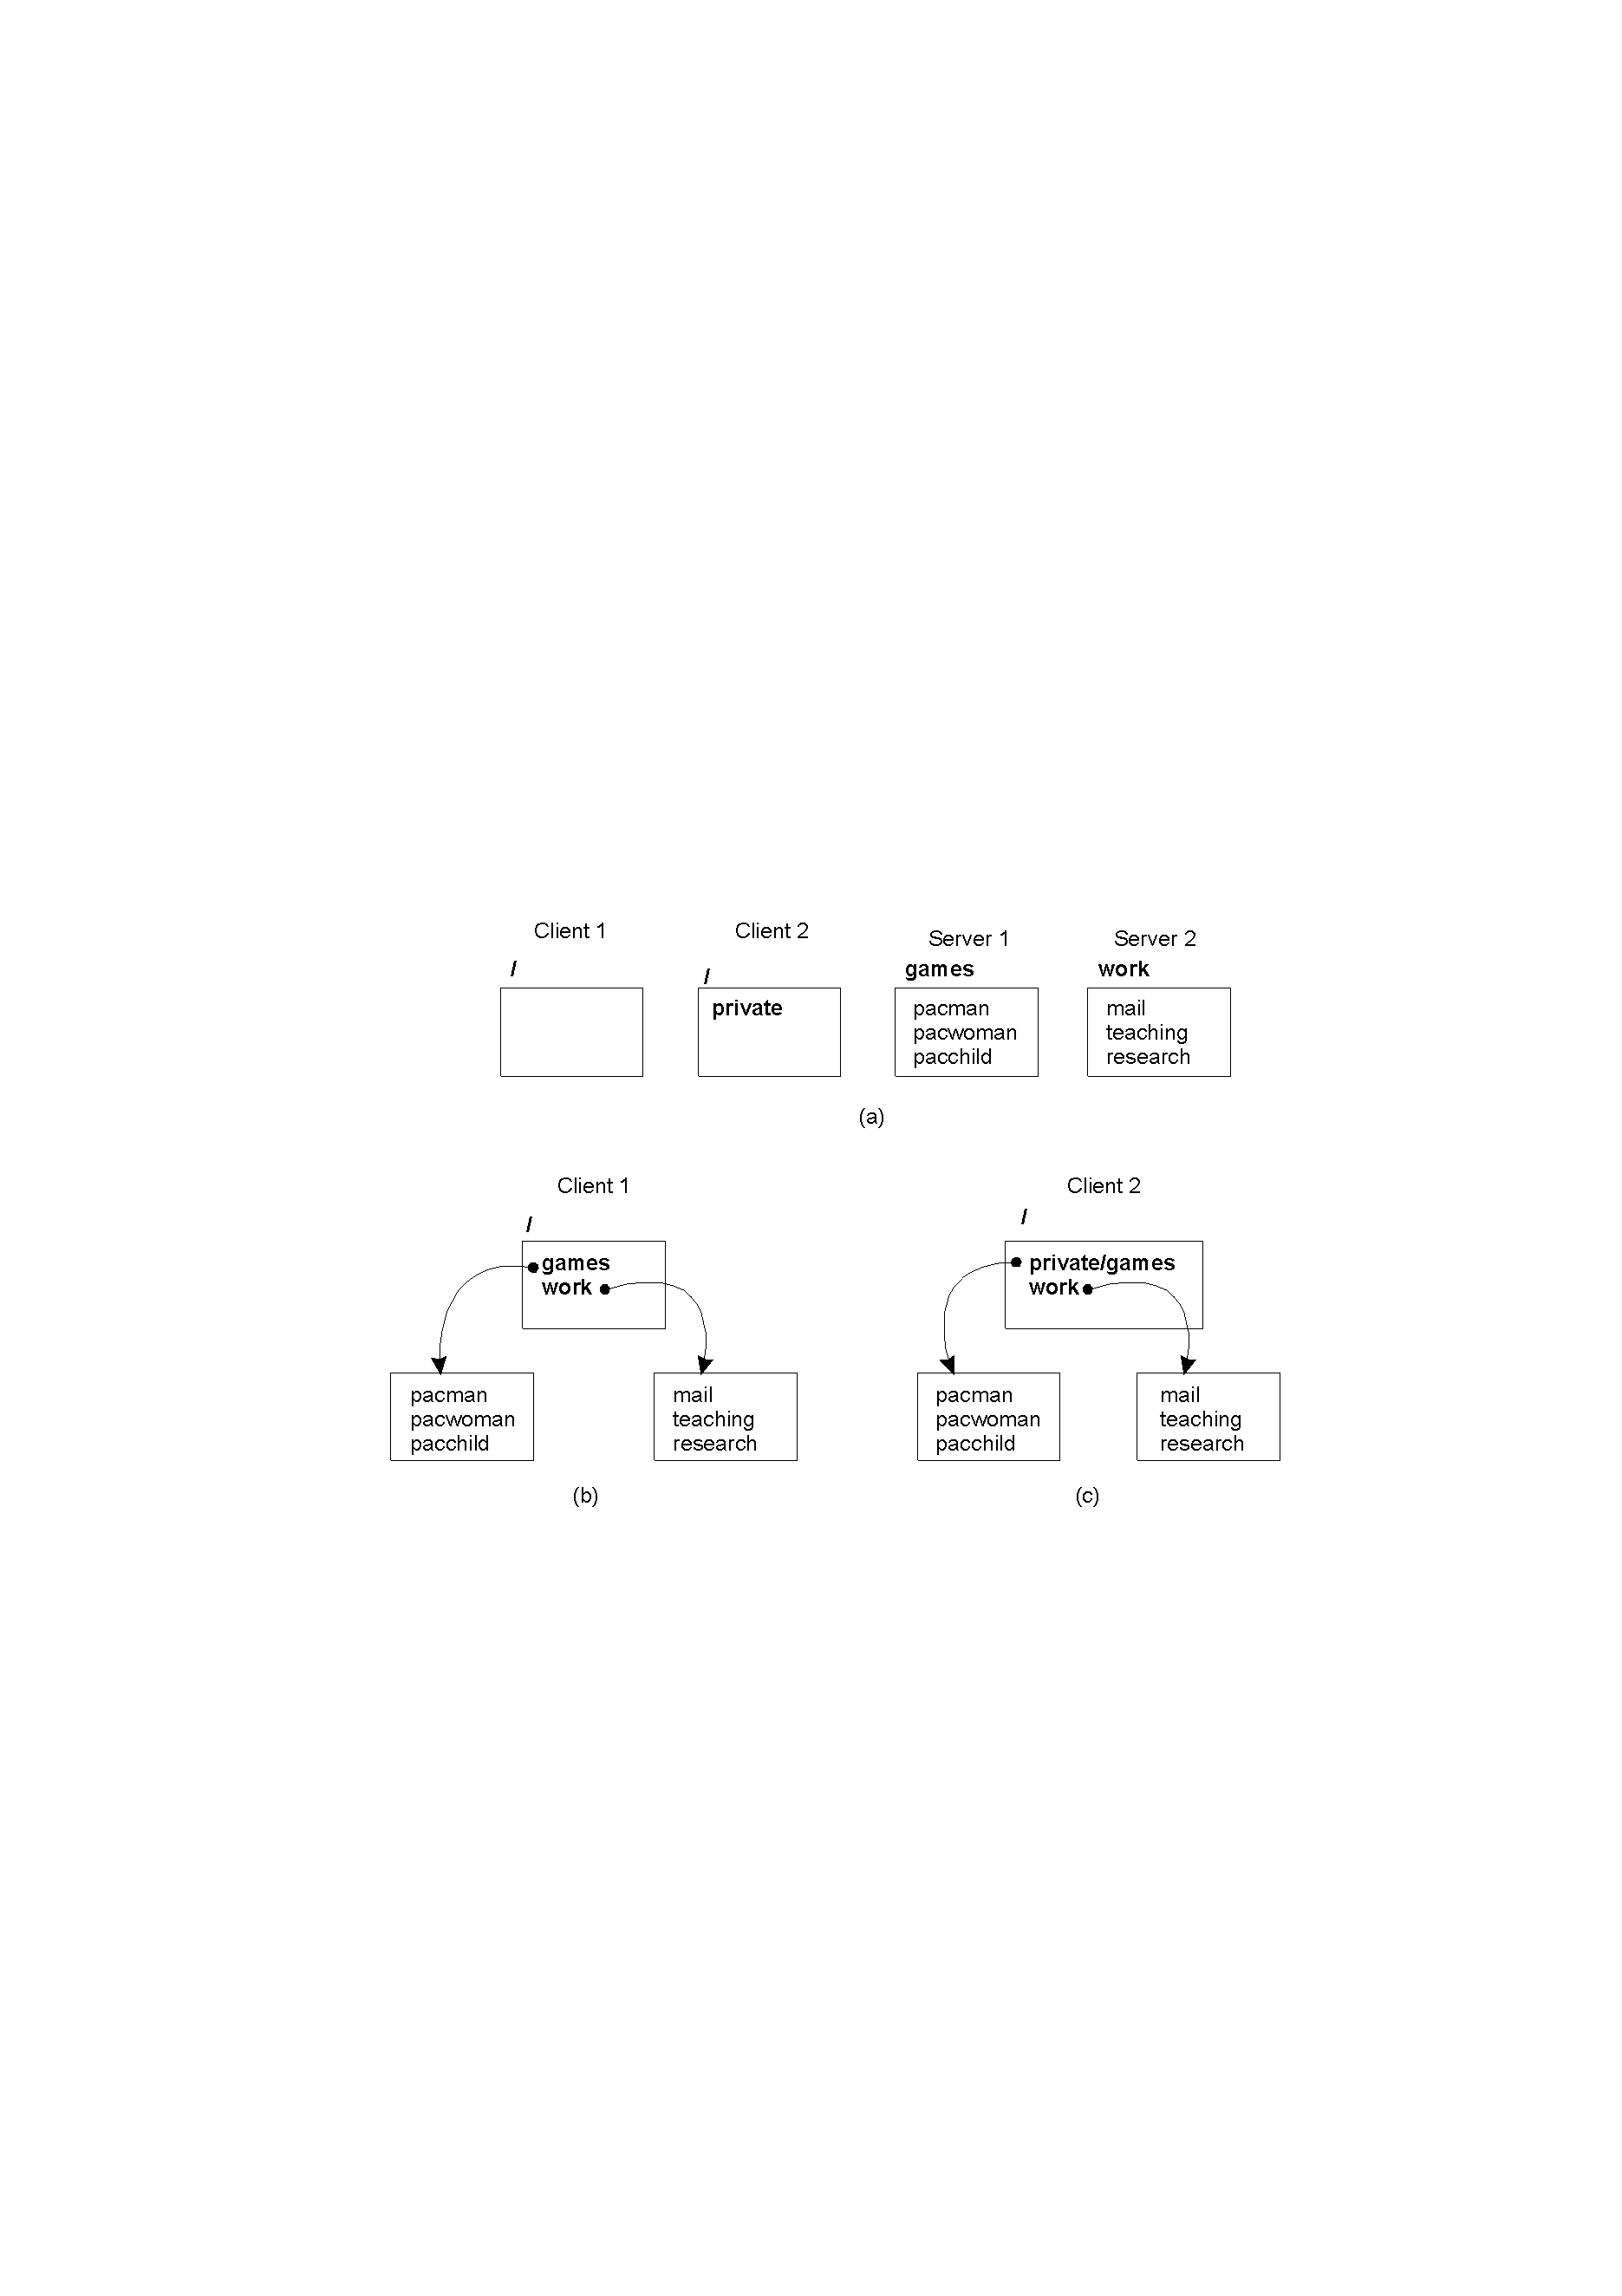 Client 1
Client 2
Server 1
Server 2
/
/
games
work
private
pacman
pacwoman
pacchild
mail
teaching
research
(a)
Client 1
/
games
work
pacman
pacwoman
pacchild
mail
teaching
research
(b)
Client 2
/
private/games
work
pacman
pacwoman
pacchild
mail
teaching
research
(c)